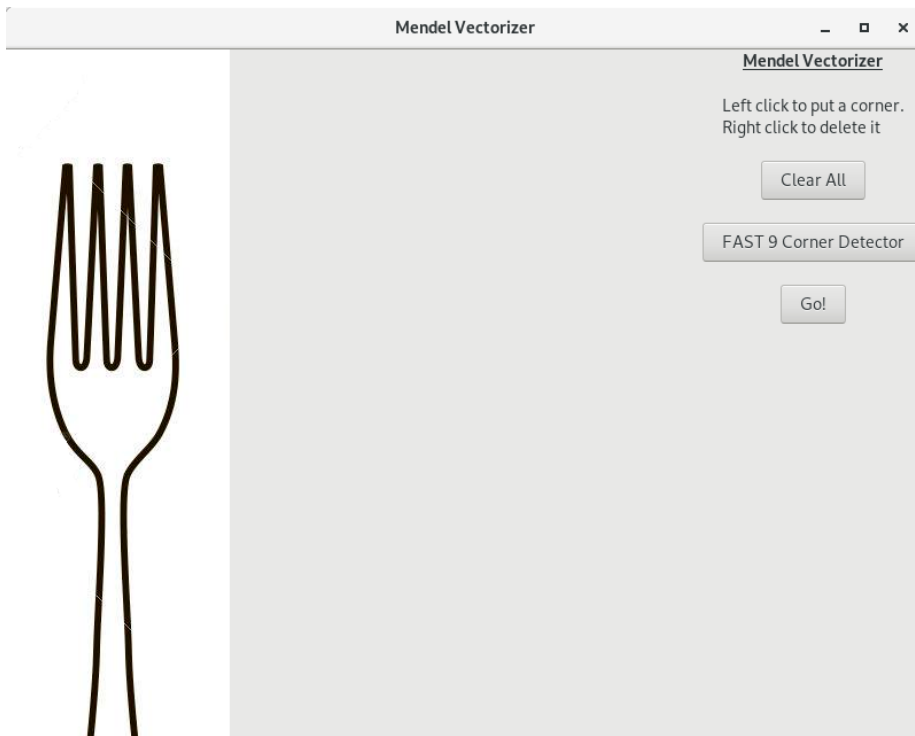 Mendel Vectorizer
Mendel Vectorizer
Left click to put a corner.
Right click to delete it
Clear All
FAST 9 Corner Detector
Go!